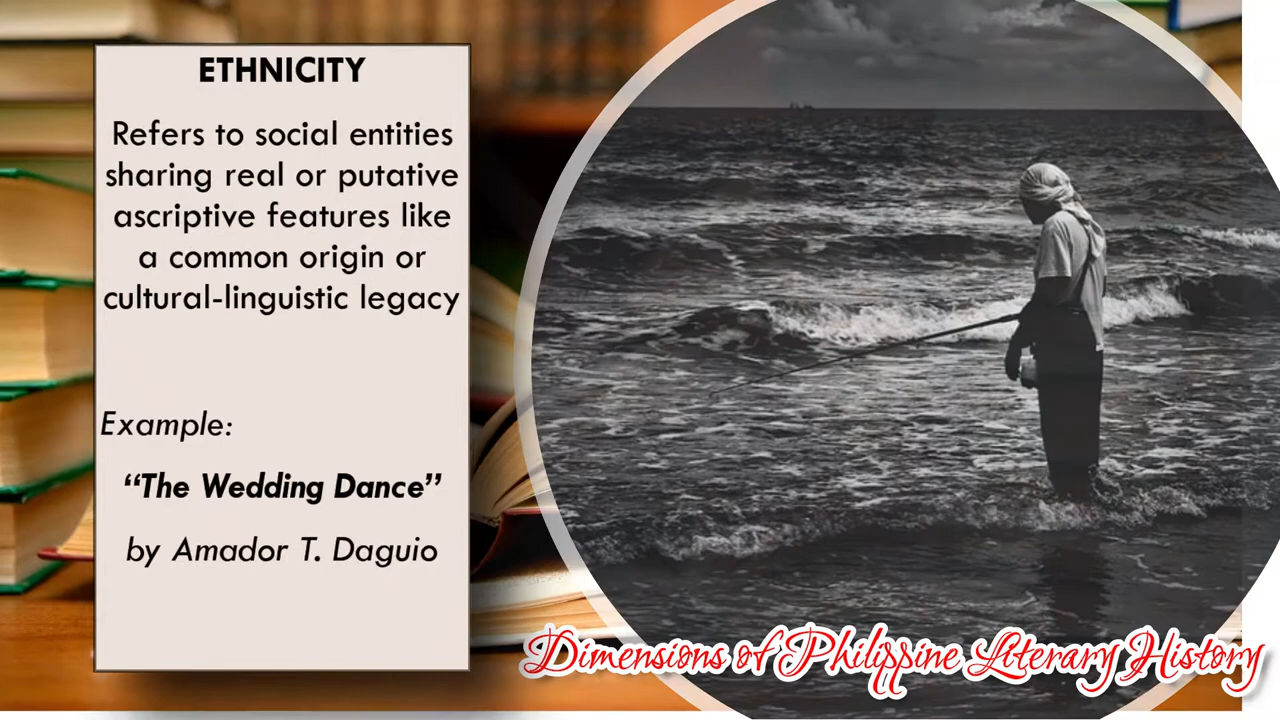 ETHNICITY
Refers to social entities
sharing real or putative
ascriptive features like
a common origin or
cultural-linguistic legacy
Example:
“The Wedding Dance”
by Amador T. Daguio
Dimensions of Philippine Literary History